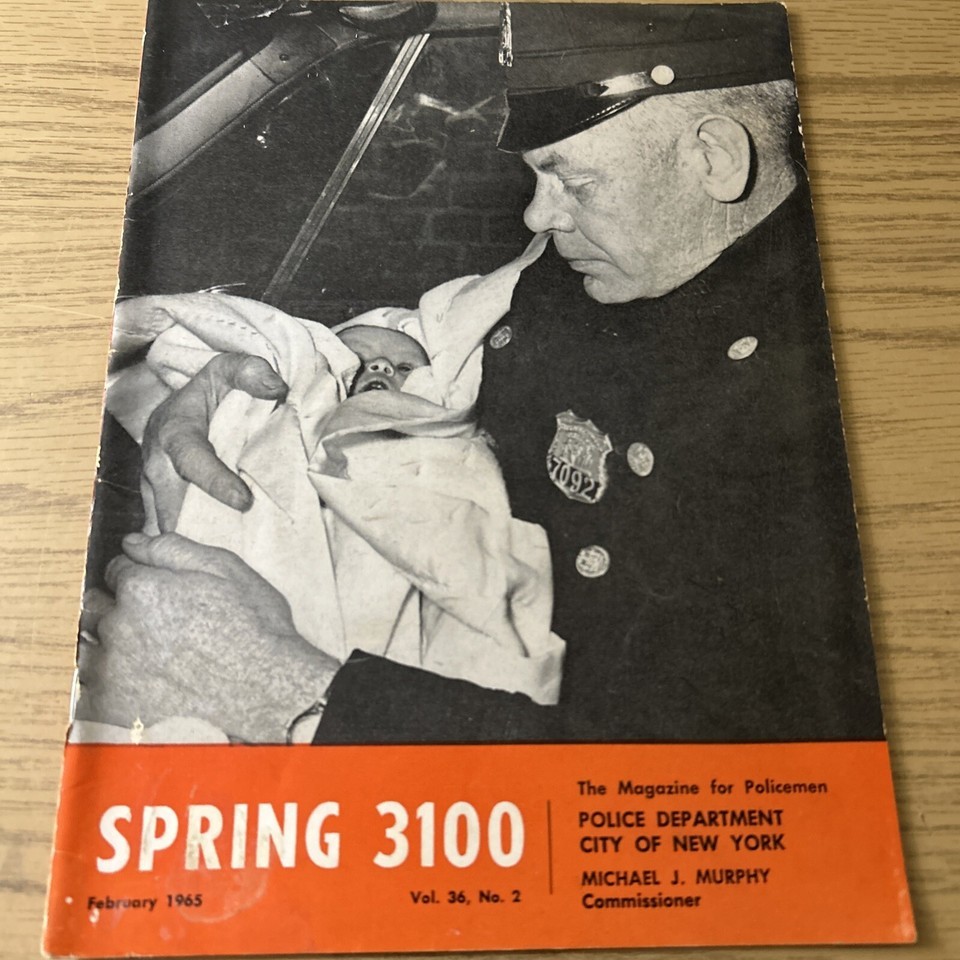 7092
SPRING 3100
February 1965
Vol. 36, No. 2
The Magazine for Policemen
POLICE DEPARTMENT
CITY OF NEW YORK
MICHAEL J. MURPHY
Commissioner